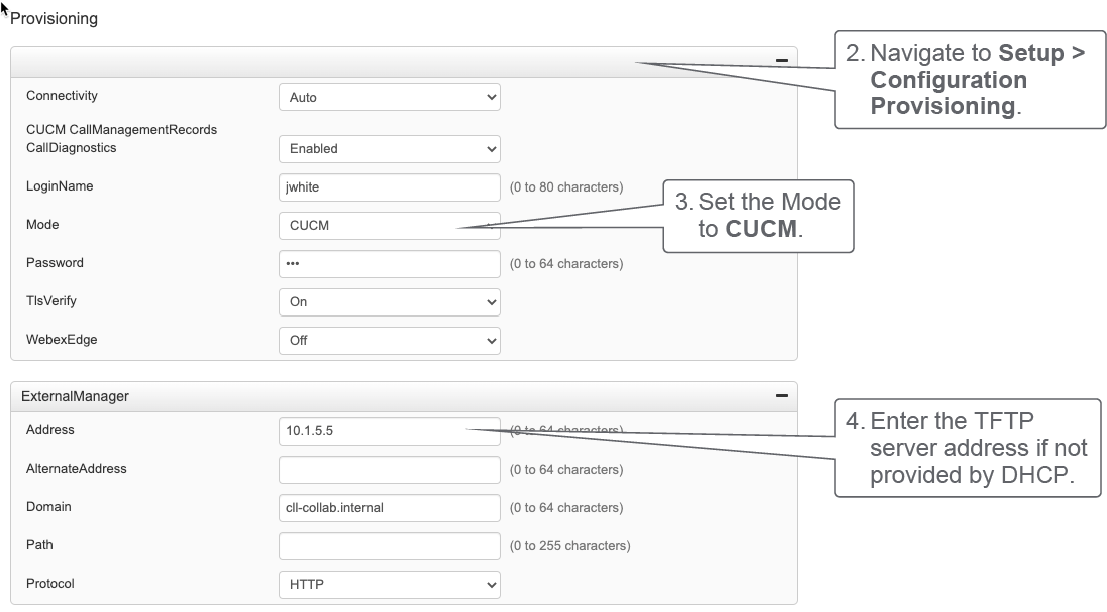 Provisioning
2. Navigate to Setup >
Configuration
Provisioning.
Connectivity
Auto
CUCM CallManagementRecords
CallDiagnostics
Enabled
LoginName
jwhite
(0 to 80 characters)
3. Set the Mode
to CUCM.
Mode
CUCM
Password
•••
(0 to 64 characters)
TlsVerify
On
WebexEdge
Off
ExternalManager
Address
10.1.5.5
(0 to 64 characters)
4. Enter the TFTP
server address if not
provided by DHCP.
AlternateAddress
(0 to 64 characters)
Domain
cll-collab.internal
(0 to 64 characters)
Path
(0 to 255 characters)
Protocol
HTTP